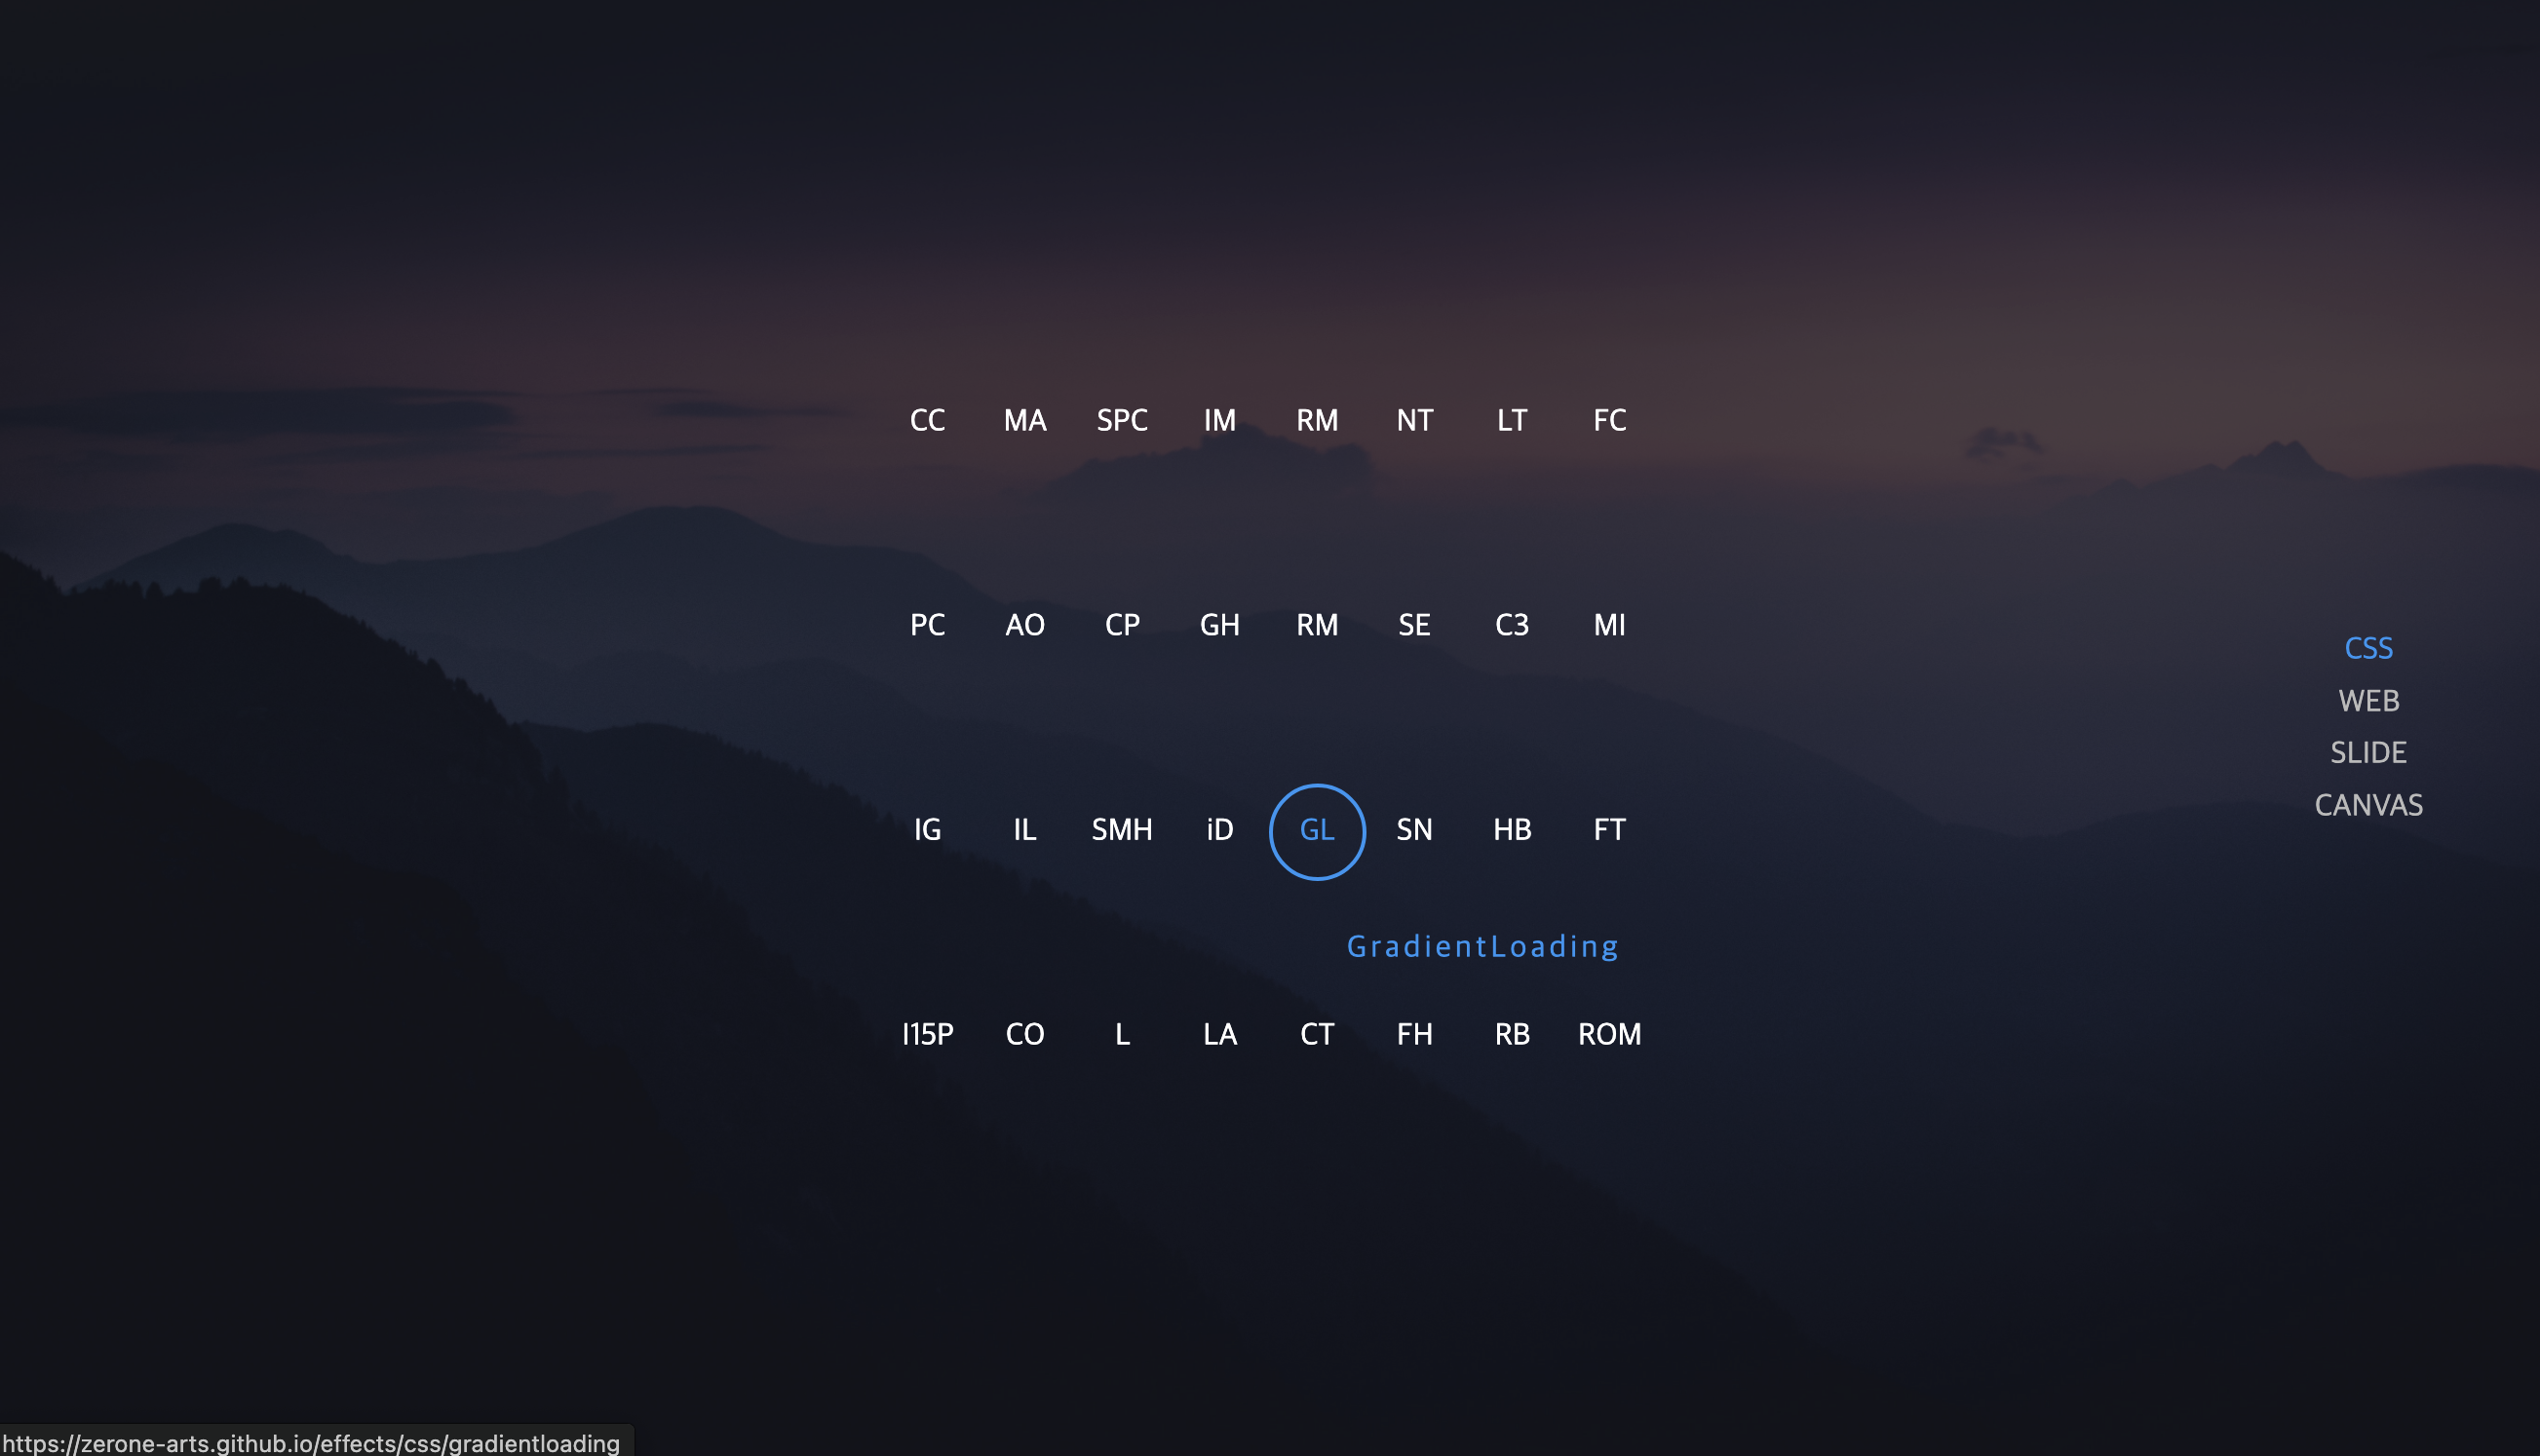 CC MA SPC IM RM NT LT FC
PC AO CP GH RM SE C3 MI
CSS
WEB
SLIDE
CANVAS
IG IL SMH iD GL SN HB FT
GradientLoading
I15P CO L LA CT FH RB ROM
https://zerone-arts.github.io/effects/css/gradientloading